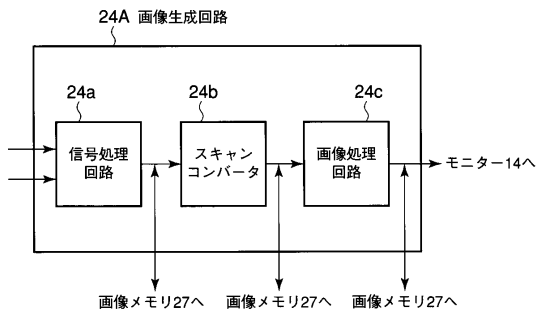 24A 画像生成回路
24a
24b
24c
信号処理
回路
スキャン
コンバータ
画像処理
回路
モニター14へ
画像メモリ27へ
画像メモリ27へ
画像メモリ27へ